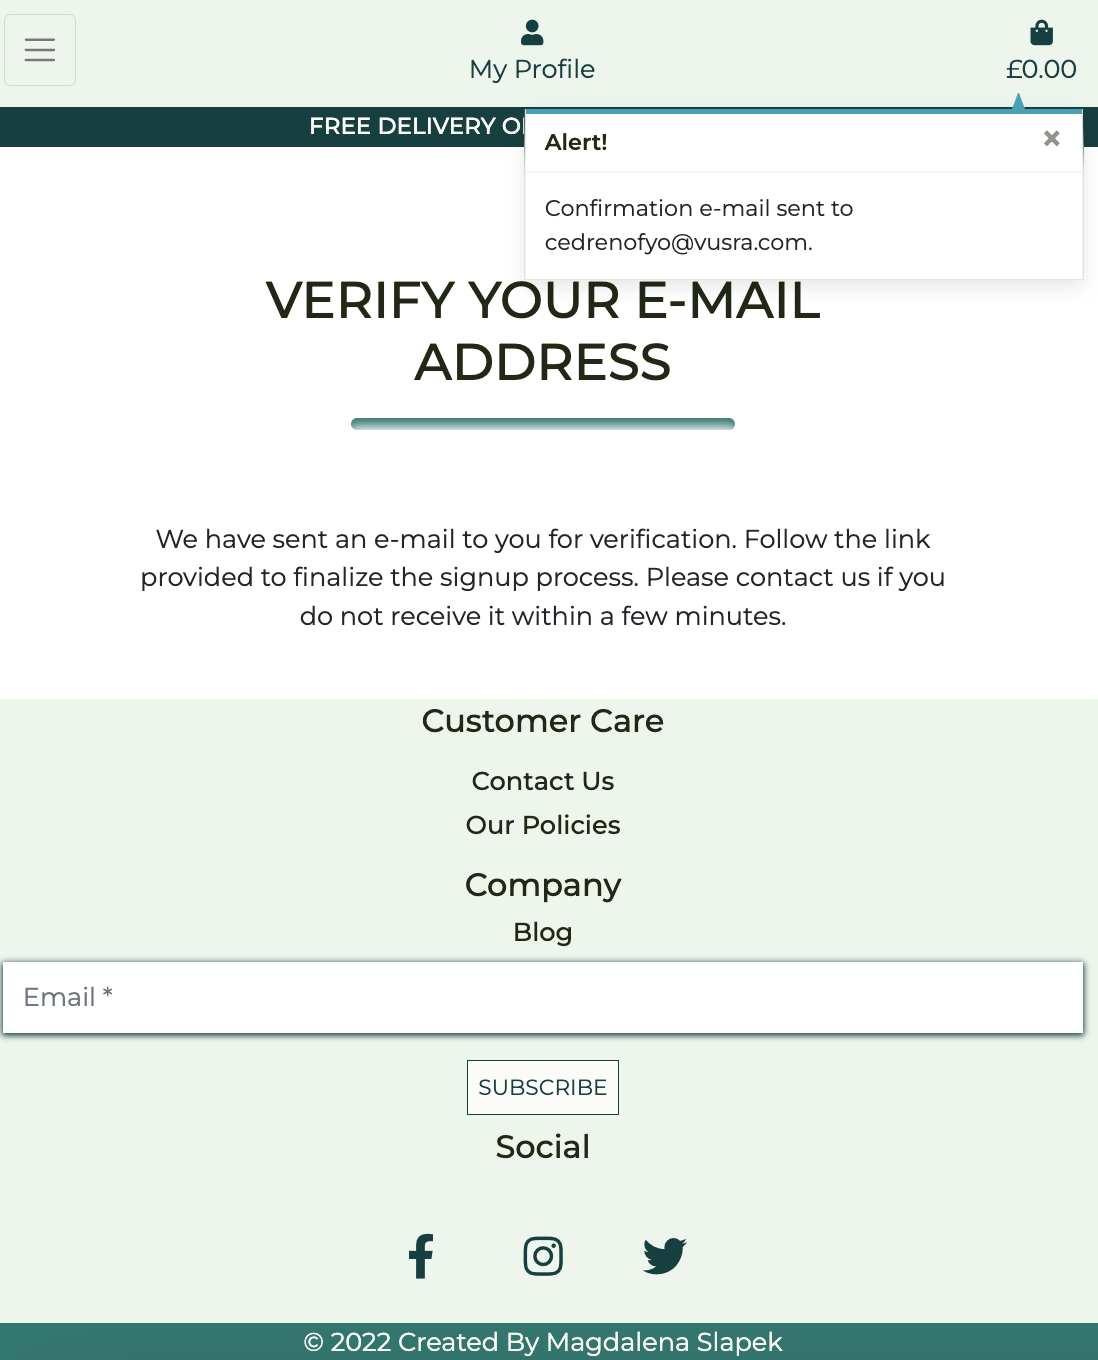 My Profile
£0.00
FREE DELIVERY
Alert!
×
Confirmation e-mail sent to
cedrenofyo@vusra.com.
VERIFY YOUR E-MAIL
ADDRESS
We have sent an e-mail to you for verification. Follow the link
provided to finalize the signup process. Please contact us if you
do not receive it within a few minutes.
Customer Care
Contact Us
Our Policies
Company
Blog
Email *
SUBSCRIBE
Social
© 2022 Created By Magdalena Slapek